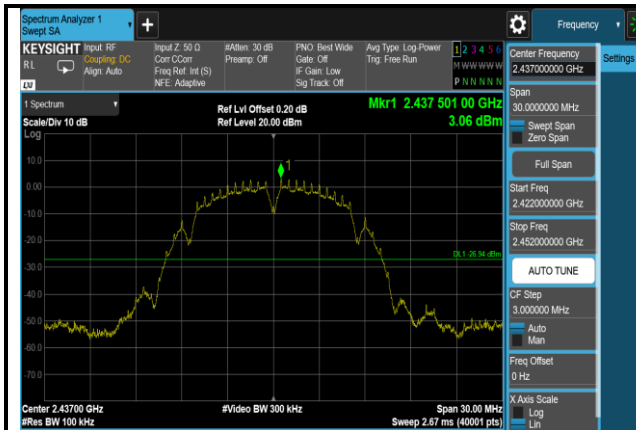 Spectrum Analyzer 1
Swept SA
+
Frequency
KEYSIGHT
RL
LXI
Input: RF
Coupling: DC
Align: Auto
Input Z: 50 Ω
Corr CCorr
Freq Ref: Int (S)
NFE: Adaptive
#Atten: 30 dB
Preamp: Off
PNO: Best Wide
Gate: Off
IF Gain: Low
Sig Track: Off
Avg Type: Log-Power
Trig: Free Run
1 2 3 4 5 6
M W W W W W
P N N N N N
1 Spectrum
Scale/Div 10 dB
Ref Lvl Offset 0.20 dB
Ref Level 20.00 dBm
Mkr1 2.437 501 00 GHz
3.06 dBm
Log
10.0
0.00
-10.0
-20.0
-30.0
-40.0
-50.0
-60.0
-70.0
1
DL1 -26.94 dBm
Center 2.43700 GHz
#Res BW 100 kHz
#Video BW 300 kHz
Span 30.00 MHz
Sweep 2.67 ms (40001 pts)
Center Frequency
2.437000000 GHz
Settings
Span
30.0000000 MHz
Swept Span
Zero Span
Full Span
Start Freq
2.422000000 GHz
Stop Freq
2.452000000 GHz
AUTO TUNE
CF Step
3.000000 MHz
Auto
Man
Freq Offset
0 Hz
X Axis Scale
Log
Lin